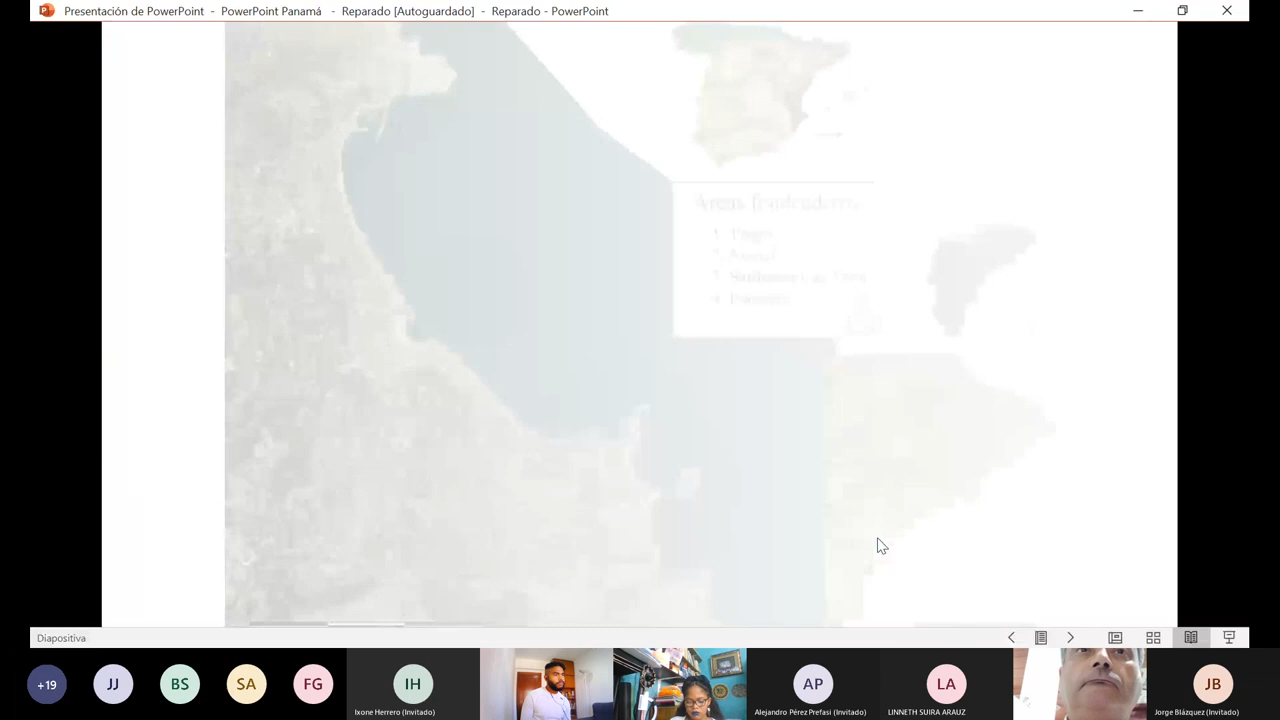 Presentación de PowerPoint - PowerPoint Panamá - Reparado [Autoguardado] - Reparado - PowerPoint
Diapositiva
+19
JJ
BS
SA
FG
IH
Ixone Herrero (Invitado)
AP
Alejandro Pérez Prefasi (Invitado)
LA
LINNETH SUIRA ARAUZ
JB
Jorge Blázquez (Invitado)